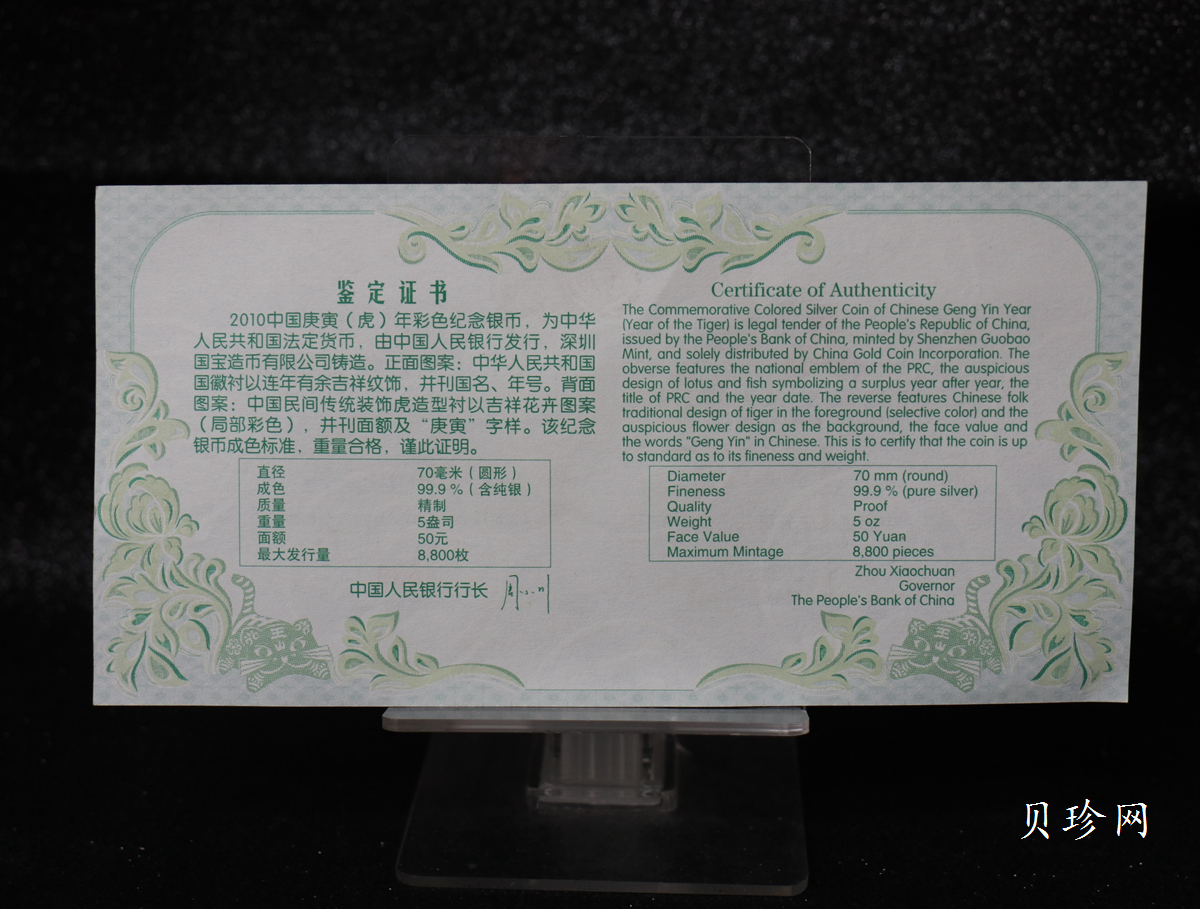 鉴定证书
2010中国庚寅（虎）年彩色纪念银币，为中华
人民共和国法定货币，由中国人民银行发行，深圳
国宝造币有限公司铸造。正面图案：中华人民共和国
国徽衬以连年有余吉祥纹饰，并刊国名、年号。背面
图案：中国民间传统装饰虎造型衬以吉祥花卉图案
（局部彩色），并刊面额及“庚寅”字样。该纪念
银币成色标准，重量合格，谨此证明。
直径 70毫米（圆形）
成色 99.9 %（含纯银）
质量 精制
重量 5盎司
面额 50元
最大发行量 8,800枚
中国人民银行行长
Certificate of Authenticity
The Commemorative Colored Silver Coin of Chinese Geng Yin Year
(Year of the Tiger) is legal tender of the People's Republic of China,
issued by the People's Bank of China, minted by Shenzhen Guobao
Mint, and solely distributed by China Gold Coin Incorporation. The
obverse features the national emblem of the PRC, the auspicious
design of lotus and fish symbolizing a surplus year after year, the
title of PRC and the year date. The reverse features Chinese folk
traditional design of tiger in the foreground (selective color) and the
auspicious flower design as the background, the face value and
the words "Geng Yin" in Chinese. This is to certify that the coin is up
to standard as to its fineness and weight.
Diameter 70 mm (round)
Fineness 99.9 % (pure silver)
Quality Proof
Weight 5 oz
Face Value 50 Yuan
Maximum Mintage 8,800 pieces
Zhou Xiaochuan
Governor
The People's Bank of China
贝珍网